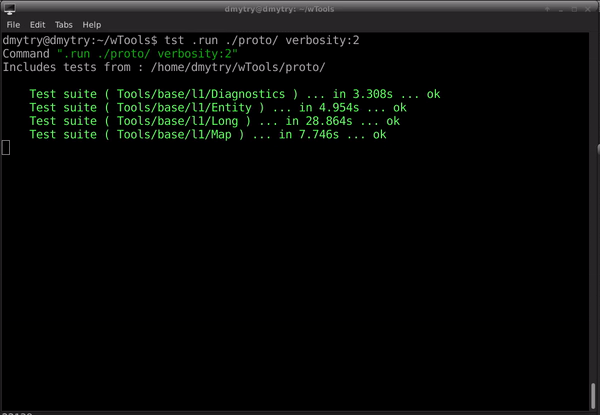 dmytry@dmytry: ~/wTools
File Edit Tabs Help
dmytry@dmytry:~/wTools$ tst .run ./proto/ verbosity:2
Command ".run ./proto/ verbosity:2"
Includes tests from : /home/dmytry/wTools/proto/
Test suite ( Tools/base/l1/Diagnostics ) ... in 3.308s ... ok
Test suite ( Tools/base/l1/Entity ) ... in 4.954s ... ok
Test suite ( Tools/base/l1/Long ) ... in 28.864s ... ok
Test suite ( Tools/base/l1/Map ) ... in 7.746s ... ok